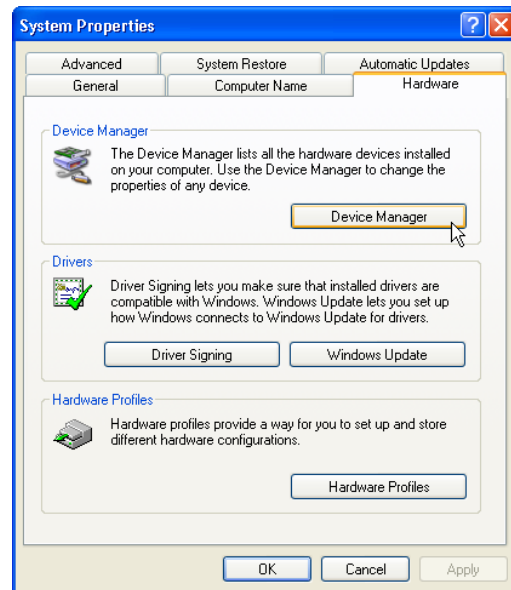 System Properties
Advanced System Restore Automatic Updates
General Computer Name Hardware
Device Manager
The Device Manager lists all the hardware devices installed
on your computer. Use the Device Manager to change the
properties of any device.
Device Manager
Drivers
Driver Signing lets you make sure that installed drivers are
compatible with Windows. Windows Update lets you set up
how Windows connects to Windows Update for drivers.
Driver Signing Windows Update
Hardware Profiles
Hardware profiles provide a way for you to set up and store
different hardware configurations.
Hardware Profiles
OK Cancel Apply